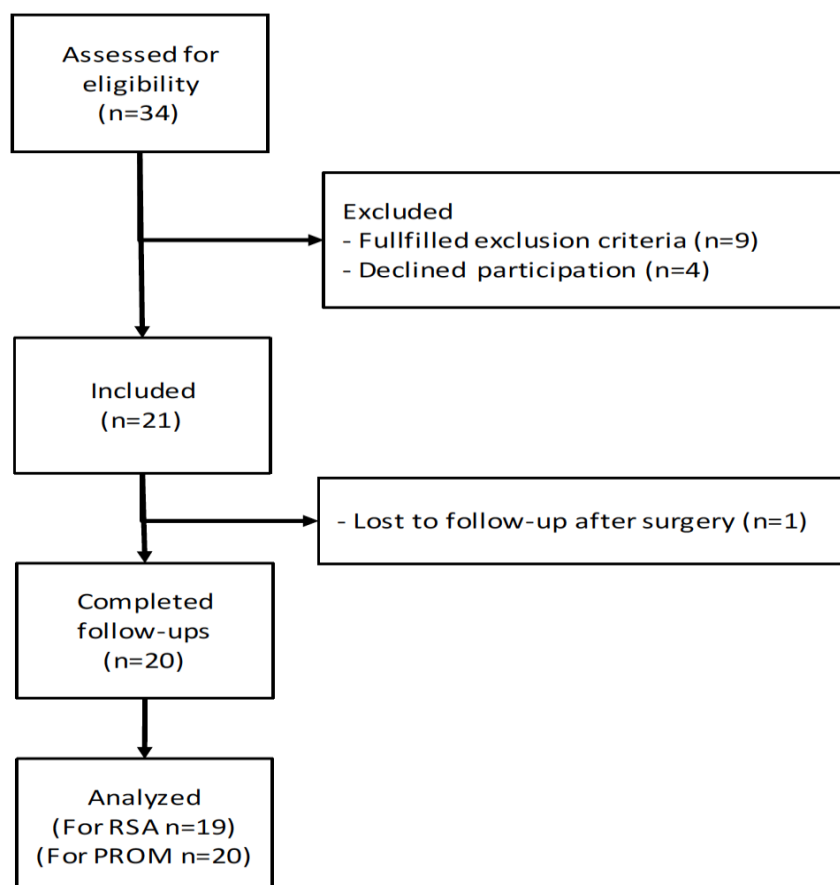 Assessed for
eligibility
(n=34)
Excluded
- Fullfilled exclusion criteria (n=9)
- Declined participation (n=4)
Included
(n=21)
- Lost to follow-up after surgery (n=1)
Completed
follow-ups
(n=20)
Analyzed
(For RSA n=19)
(For PROM n=20)